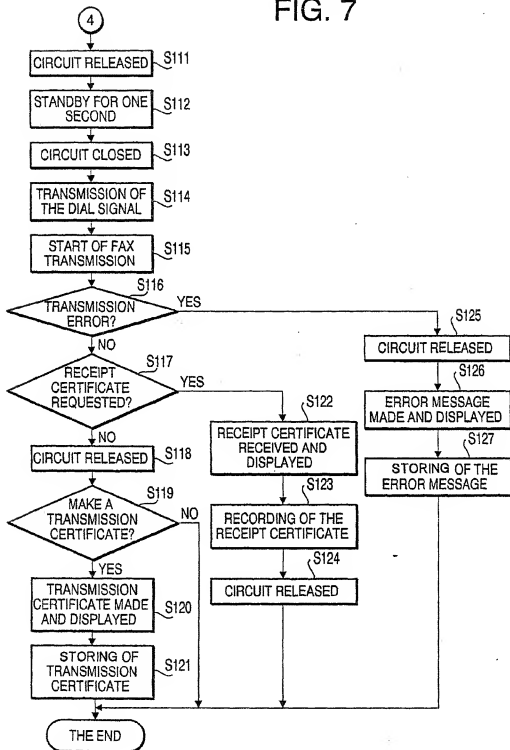 FIG. 7
4
CIRCUIT RELEASED
S111
STANDBY FOR ONE
SECOND
S112
CIRCUIT CLOSED
S113
TRANSMISSION OF
THE DIAL SIGNAL
S114
START OF FAX
TRANSMISSION
S115
TRANSMISSION
ERROR?
S116
YES
NO
RECEIPT
CERTIFICATE
REQUESTED?
S117
YES
NO
CIRCUIT RELEASED
S118
MAKE A
TRANSMISSION
CERTIFICATE?
S119
NO
YES
TRANSMISSION
CERTIFICATE MADE
AND DISPLAYED
S120
STORING OF
TRANSMISSION
CERTIFICATE
S121
THE END
S122
RECEIPT CERTIFICATE
RECEIVED AND
DISPLAYED
S123
RECORDING OF THE
RECEIPT CERTIFICATE
S124
CIRCUIT RELEASED
S125
CIRCUIT RELEASED
S126
ERROR MESSAGE
MADE AND DISPLAYED
S127
STORING OF THE
ERROR MESSAGE